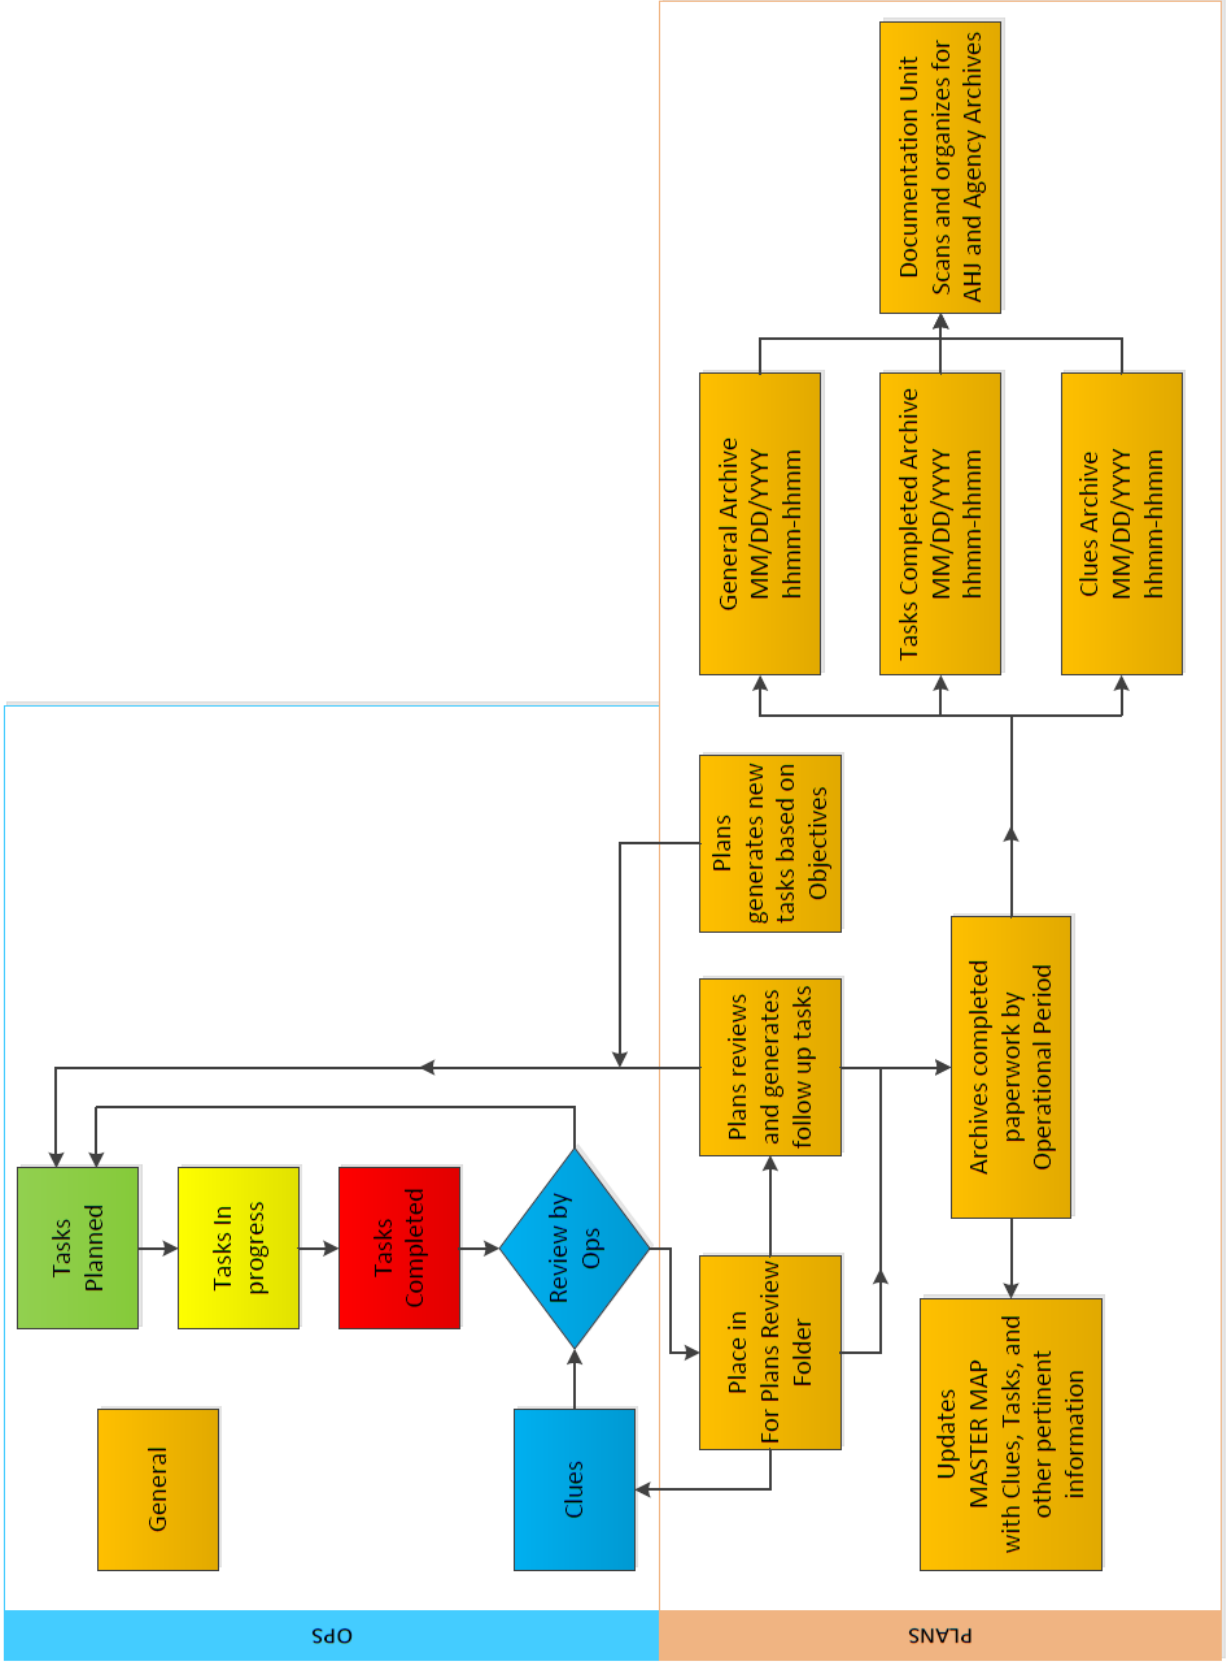 OPS
General
Tasks
Planned
Tasks In
progress
Tasks
Completed
Clues
Review by
Ops
PLANS
Place in
For Plans Review
Folder
Plans reviews
and generates
follow up tasks
Plans
generates new
tasks based on
Objectives
Updates
MASTER MAP
with Clues, Tasks, and
other pertinent
information
Archives completed
paperwork by
Operational Period
General Archive
MM/DD/YYYY
hhmm-hhmm
Tasks Completed Archive
MM/DD/YYYY
hhmm-hhmm
Clues Archive
MM/DD/YYYY
hhmm-hhmm
Documentation Unit
Scans and organizes for
AHJ and Agency Archives